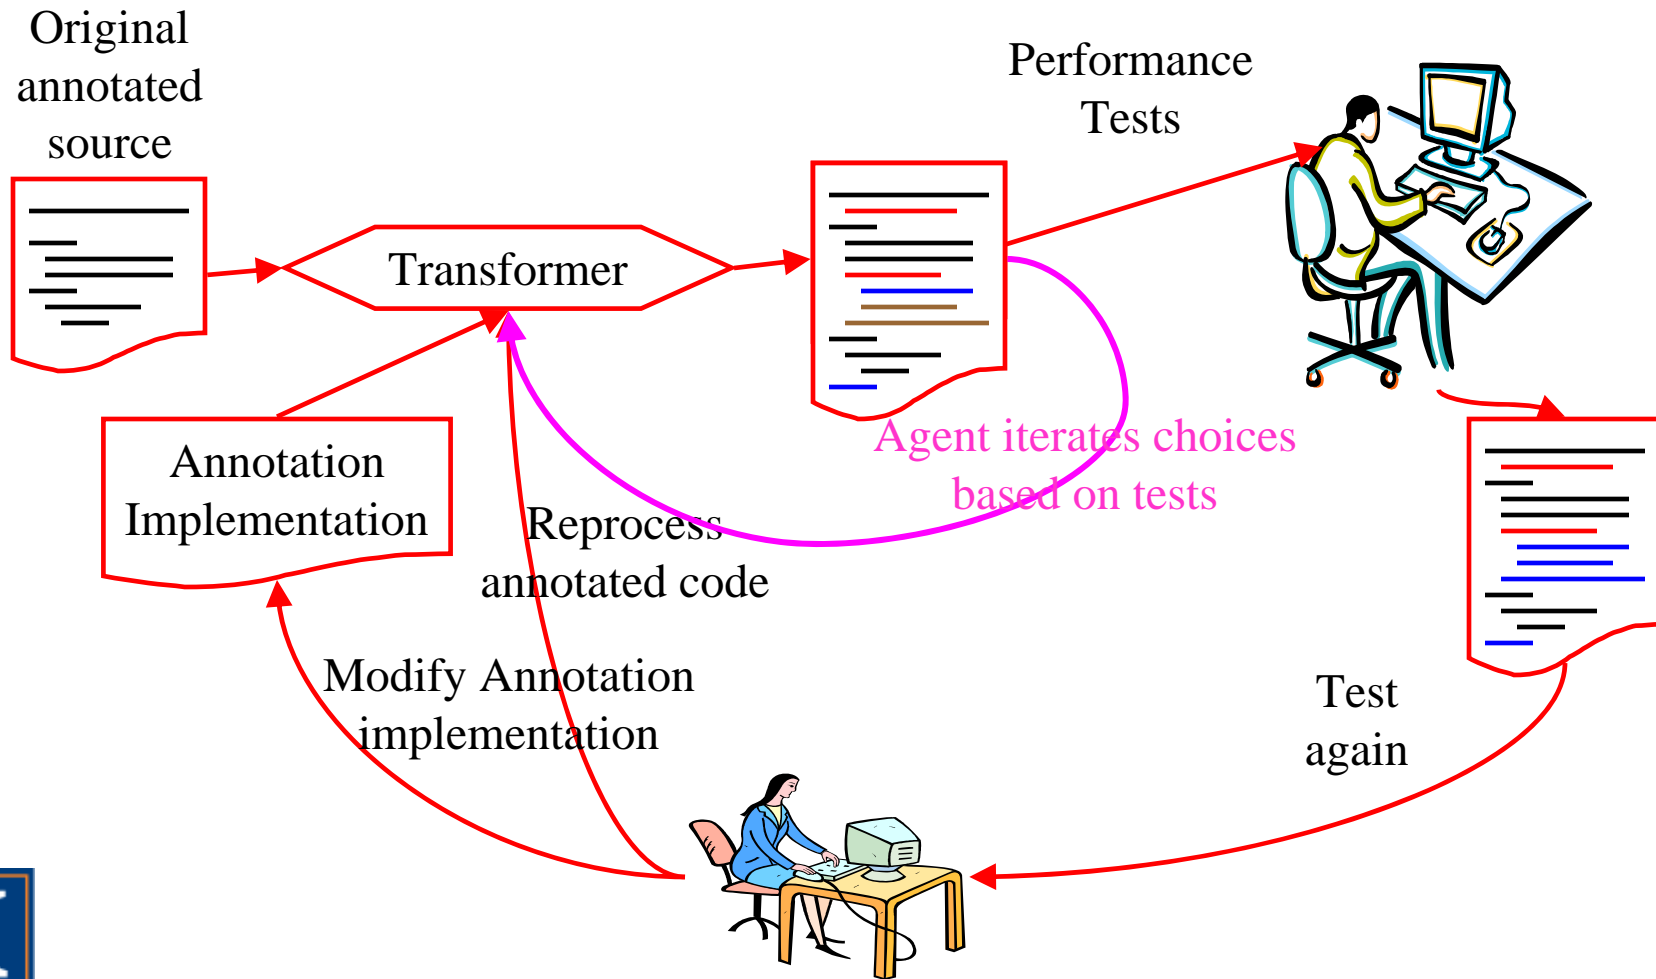 Original
annotated
source
Performance
Tests
Transformer
Agent iterates choices
based on tests
Annotation
Implementation
Reprocess
annotated code
Modify Annotation
implementation
Test
again